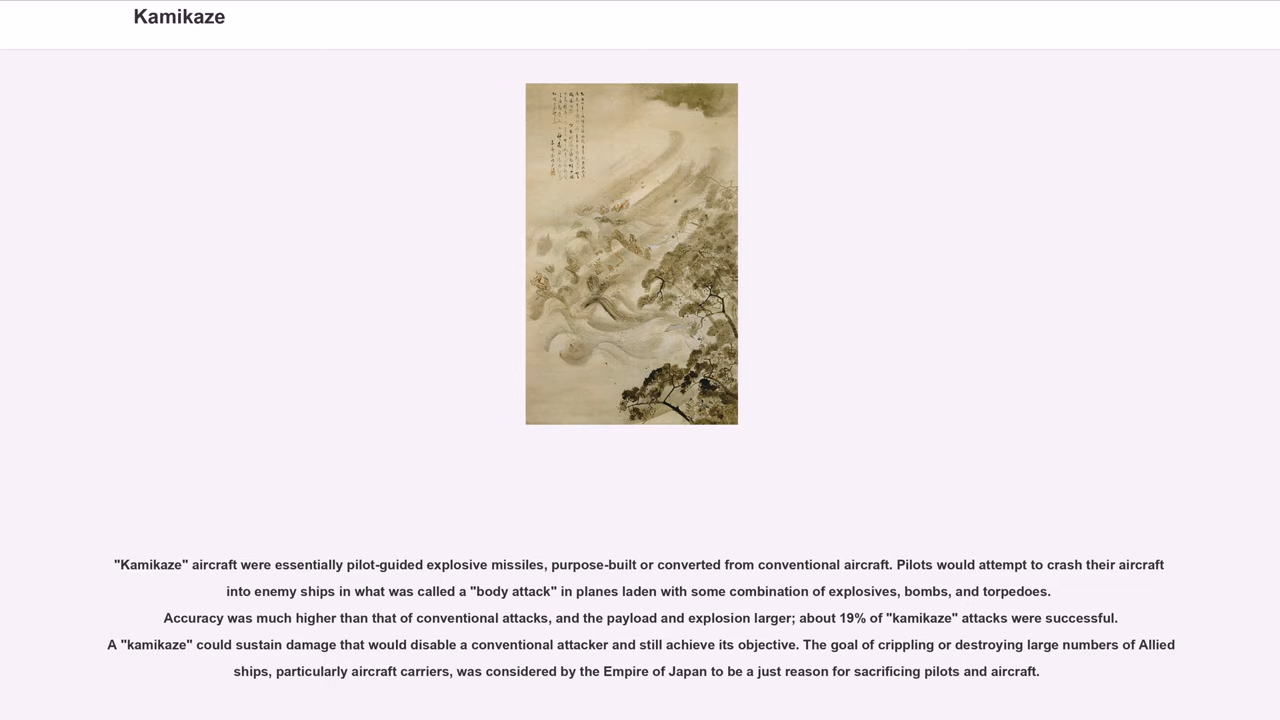 Kamikaze
"Kamikaze" aircraft were essentially pilot-guided explosive missiles, purpose-built or converted from conventional aircraft. Pilots would attempt to crash their aircraft
into enemy ships in what was called a "body attack" in planes laden with some combination of explosives, bombs, and torpedoes.
Accuracy was much higher than that of conventional attacks, and the payload and explosion larger; about 19% of "kamikaze" attacks were successful.
A "kamikaze" could sustain damage that would disable a conventional attacker and still achieve its objective. The goal of crippling or destroying large numbers of Allied
ships, particularly aircraft carriers, was considered by the Empire of Japan to be a just reason for sacrificing pilots and aircraft.